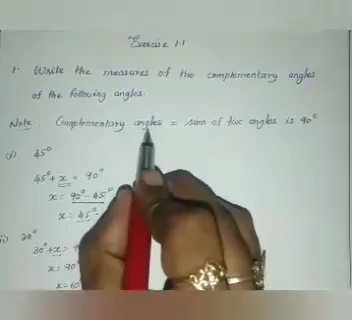 Exercise 1.1
1. Write the measures of the complementary angles
of the following angles.
Note. Complementary angles = sum of two angles is 90°
(i) 45°
45° + x = 90°
x = 90° - 45°
x = 45°
30°
30° + x =
x = 90°
x = 60